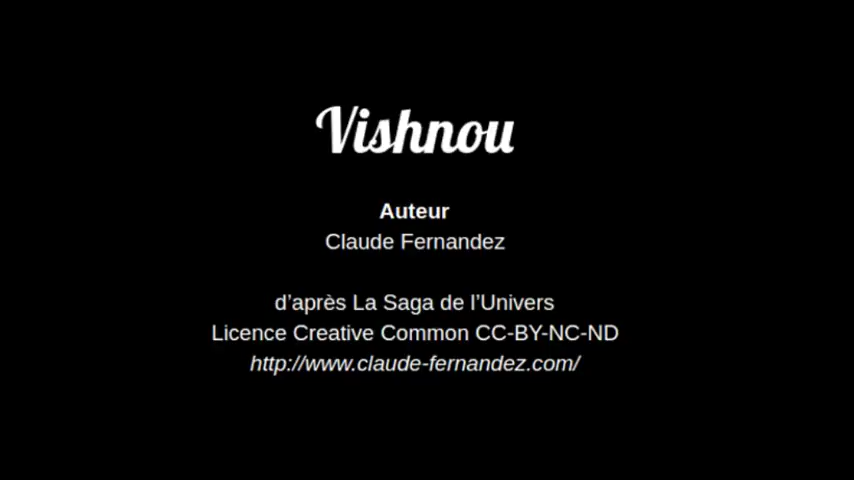 Vishnou
Auteur
Claude Fernandez
d’après La Saga de l’Univers
Licence Creative Common CC-BY-NC-ND
http://www.claude-fernandez.com/